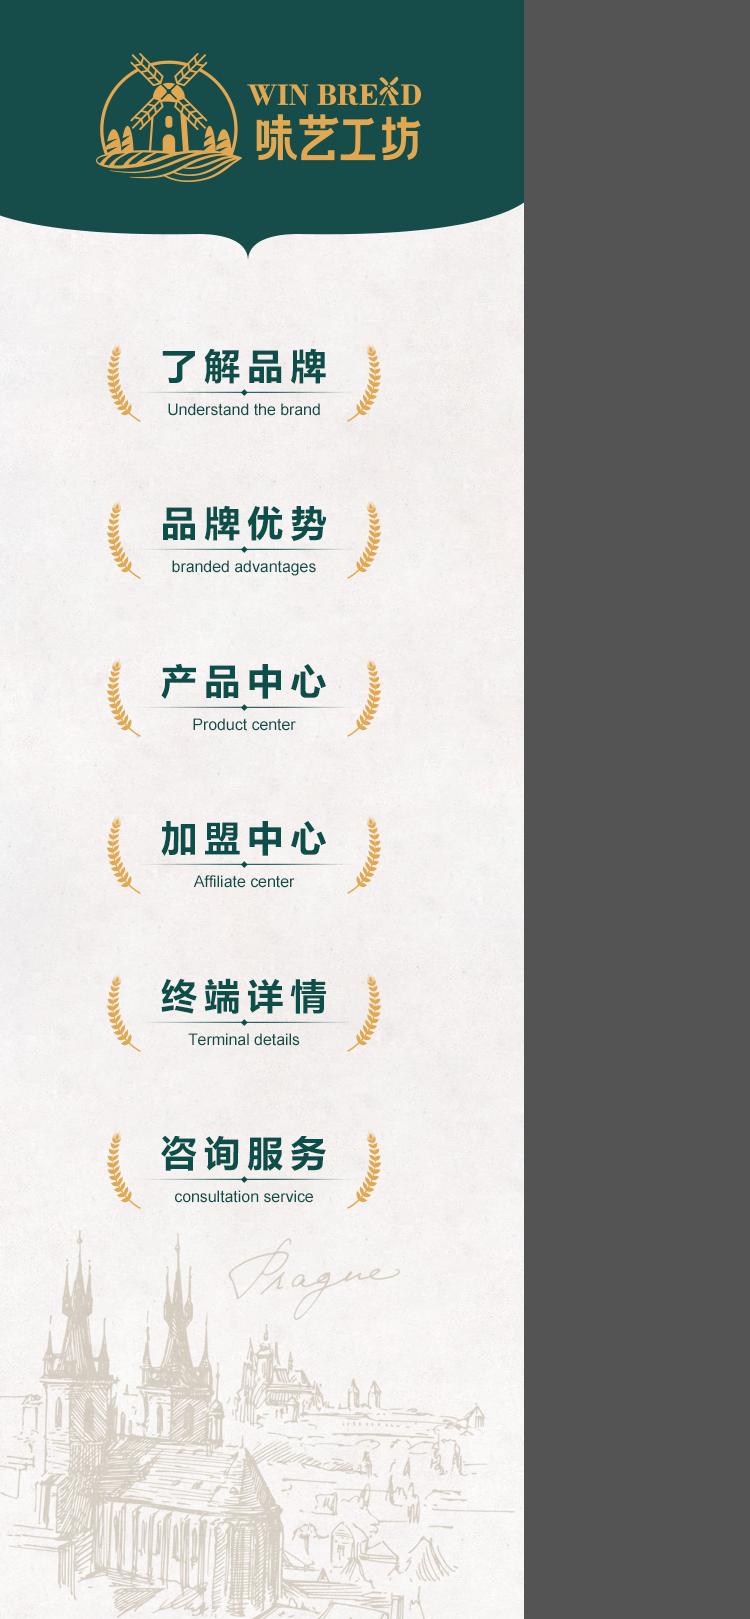 WIN BREAD
味艺工坊
了解品牌
Understand the brand
品牌优势
branded advantages
产品中心
Product center
加盟中心
Affiliate center
终端详情
Terminal details
咨询服务
consultation service
Prague